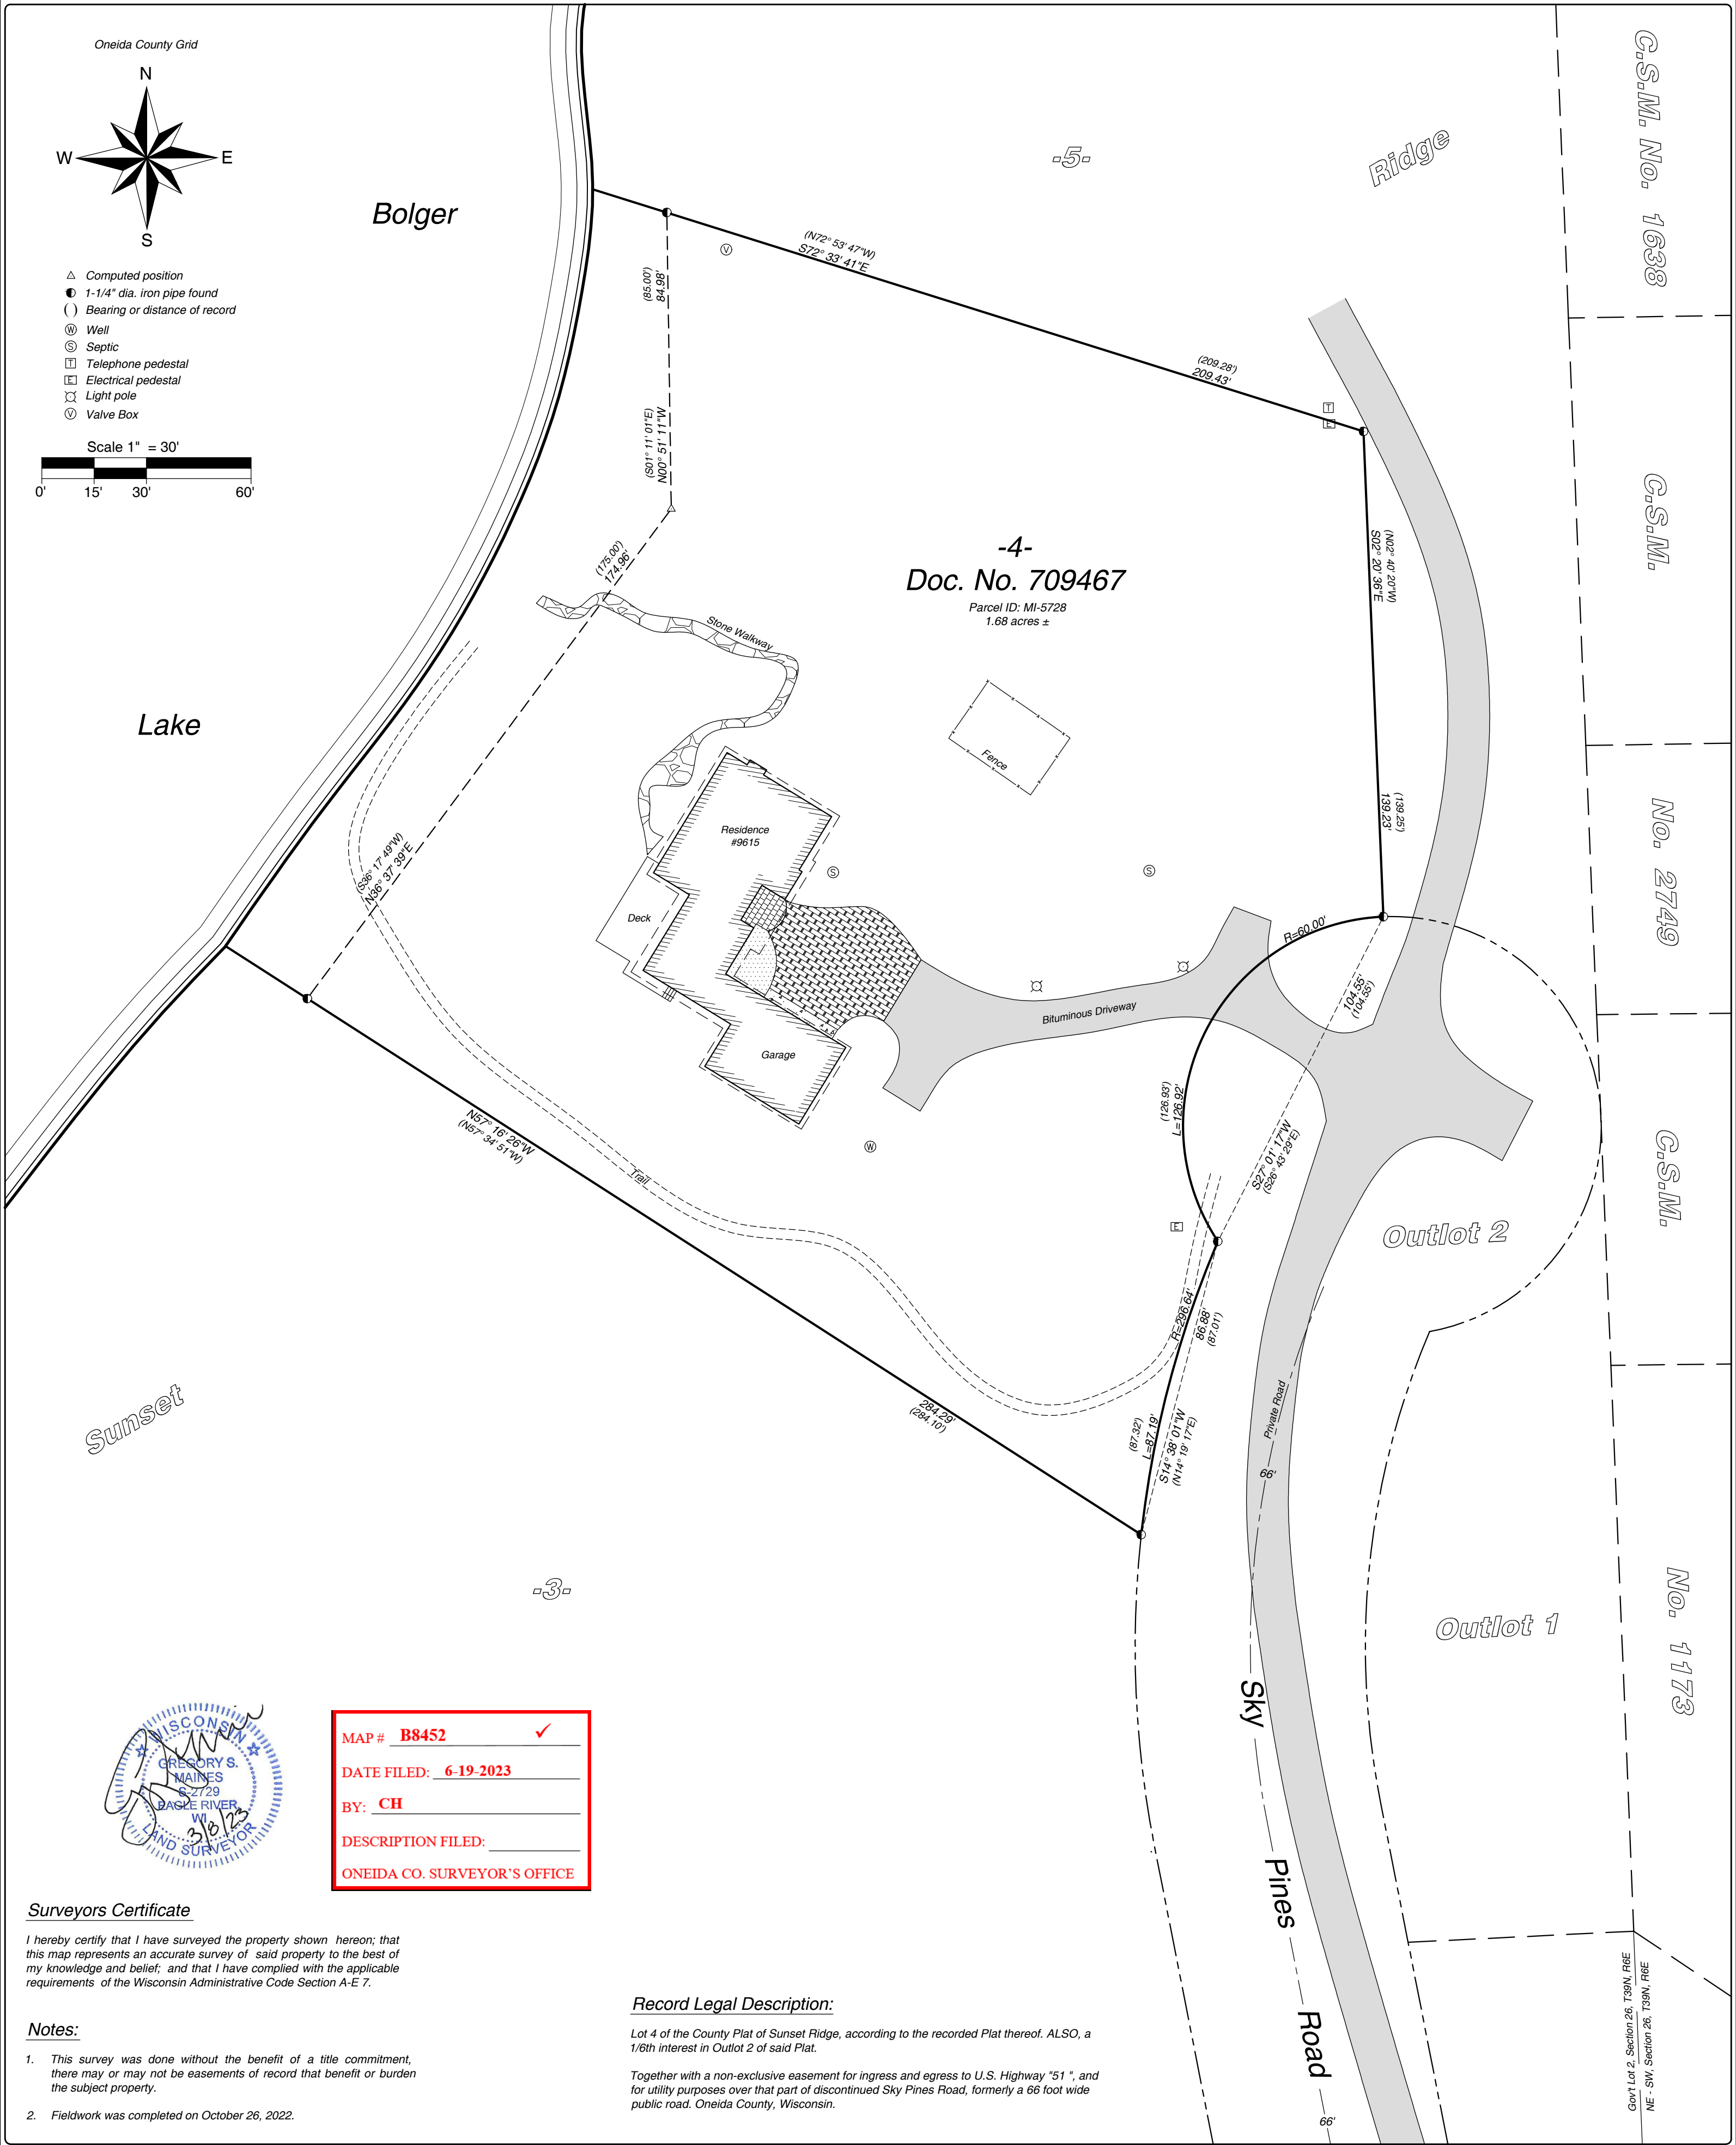 Oneida County Grid
N
W E
S
Computed position
1-1/4" dia. iron pipe found
( ) Bearing or distance of record
W Well
S Septic
T Telephone pedestal
E Electrical pedestal
Light pole
V Valve Box
Scale 1" = 30'
0' 15' 30' 60'
Bolger
Lake
-5-
Ridge
C.S.M. No. 1638
C.S.M.
No. 2749
C.S.M.
No. 1173
V
(N72° 53' 47"W)
S72° 33' 41"E
(209.28')
209.43'
(85.00')
84.98'
(S01° 11' 01"E)
N00° 51' 11"W
(175.00')
174.96'
(S36° 17' 49"W)
N36° 37' 39"E
T
E
(N02° 40' 20"W)
S02° 20' 36"E
(139.25')
139.23'
-4-
Doc. No. 709467
Parcel ID: MI-5728
1.68 acres ±
Stone Walkway
Fence
Residence
#9615
S
S
Deck
Garage
Bituminous Driveway
W
R=60.00'
104.55'
(104.55')
(126.93')
L=126.92'
S27° 01' 17"W
(S26° 43' 29"E)
E
N57° 16' 26"W
(N57° 34' 51"W)
Trail
284.29'
(284.10')
R=296.64'
86.88'
(87.01')
(87.32')
L=87.19'
S14° 38' 01"W
(N14° 19' 17"E)
Private Road
66'
Outlot 2
Outlot 1
Sunset
-3-
Sky Pines Road
66'
Gov't Lot 2, Section 26, T39N, R6E
NE - SW, Section 26, T39N, R6E
WISCONSIN
GREGORY S.
MAINES
S-2729
EAGLE RIVER,
WI
LAND SURVEYOR
3/8/23
MAP # B8452 ✓
DATE FILED: 6-19-2023
BY: CH
DESCRIPTION FILED:
ONEIDA CO. SURVEYOR'S OFFICE
Surveyors Certificate
I hereby certify that I have surveyed the property shown hereon; that
this map represents an accurate survey of said property to the best of
my knowledge and belief; and that I have complied with the applicable
requirements of the Wisconsin Administrative Code Section A-E 7.
Notes:
1. This survey was done without the benefit of a title commitment,
there may or may not be easements of record that benefit or burden
the subject property.
2. Fieldwork was completed on October 26, 2022.
Record Legal Description:
Lot 4 of the County Plat of Sunset Ridge, according to the recorded Plat thereof. ALSO, a
1/6th interest in Outlot 2 of said Plat.
Together with a non-exclusive easement for ingress and egress to U.S. Highway "51 ", and
for utility purposes over that part of discontinued Sky Pines Road, formerly a 66 foot wide
public road. Oneida County, Wisconsin.